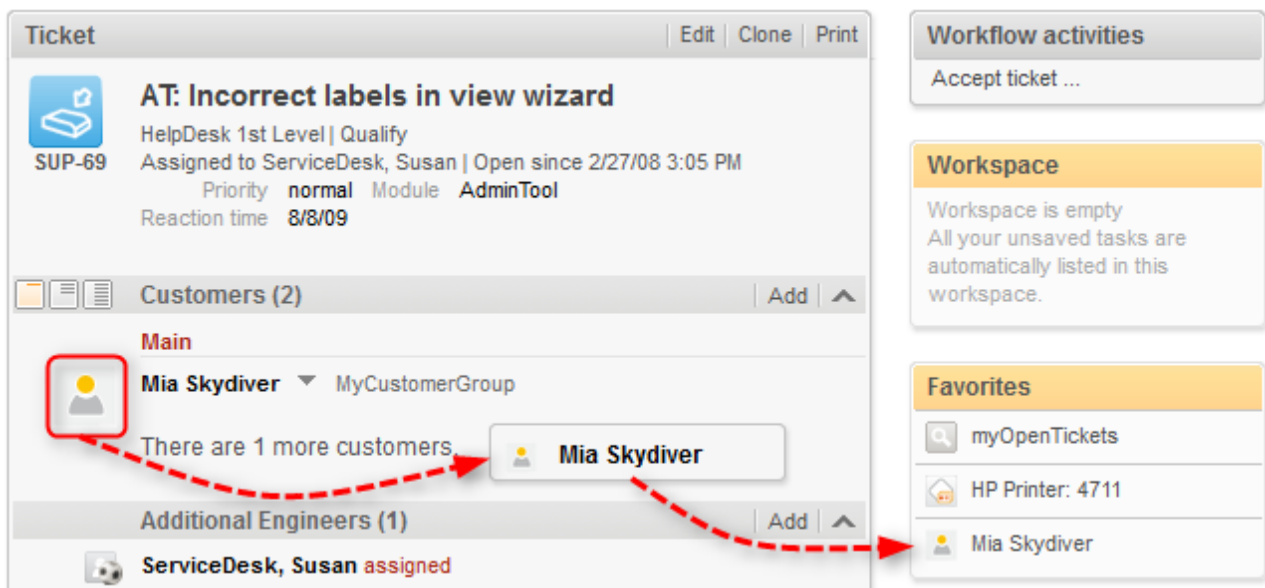 Ticket Edit Clone Print
AT: Incorrect labels in view wizard
HelpDesk 1st Level | Qualify
SUP-69 Assigned to ServiceDesk, Susan | Open since 2/27/08 3:05 PM
Priority normal Module AdminTool
Reaction time 8/8/09
Customers (2) Add
Main
Mia Skydiver MyCustomerGroup
There are 1 more customers...
Mia Skydiver
Additional Engineers (1) Add
ServiceDesk, Susan assigned
Workflow activities
Accept ticket ...
Workspace
Workspace is empty
All your unsaved tasks are
automatically listed in this
workspace.
Favorites
myOpenTickets
HP Printer: 4711
Mia Skydiver